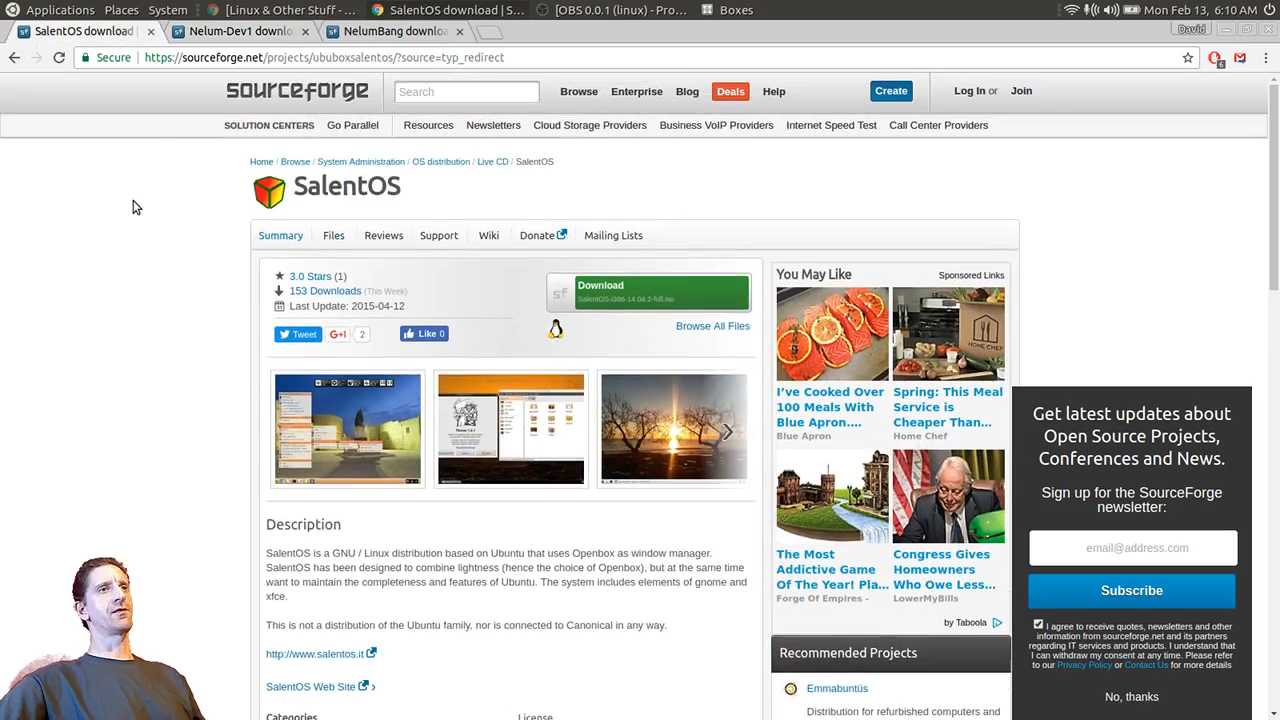 Applications Places System [Linux & Other Stuff - ... SalentOS download | S... [OBS 0.0.1 (linux) - Pro... Boxes Mon Feb 13, 6:10 AM
SalentOS download × Nelum-Dev1 downlo × NelumBang downloa × David
Secure https://sourceforge.net/projects/ububoxsalentos/?source=typ_redirect 6
sourceforge Search Browse Enterprise Blog Deals Help Create Log In or Join
SOLUTION CENTERS Go Parallel Resources Newsletters Cloud Storage Providers Business VoIP Providers Internet Speed Test Call Center Providers
Home / Browse / System Administration / OS distribution / Live CD / SalentOS
SalentOS
Summary Files Reviews Support Wiki Donate Mailing Lists
3.0 Stars (1)
153 Downloads (This Week)
Last Update: 2015-04-12
Tweet G+1 2 Like 0
sf Download
SalentOS-i386-14.04.2-full.iso
Browse All Files
Description
SalentOS is a GNU / Linux distribution based on Ubuntu that uses Openbox as window manager.
SalentOS has been designed to combine lightness (hence the choice of Openbox), but at the same time
want to maintain the completeness and features of Ubuntu. The system includes elements of gnome and
xfce.
This is not a distribution of the Ubuntu family, nor is connected to Canonical in any way.
http://www.salentos.it
SalentOS Web Site ›
Categories License
You May Like Sponsored Links
HOME CHEF
I've Cooked Over
100 Meals With
Blue Apron....
Blue Apron
Spring: This Meal
Service is
Cheaper Than...
Home Chef
The Most
Addictive Game
Of The Year! Pla...
Forge Of Empires -
Congress Gives
Homeowners
Who Owe Less...
LowerMyBills
by Taboola
Recommended Projects
Emmabuntüs
Distribution for refurbished computers and
Get latest updates about
Open Source Projects,
Conferences and News.
Sign up for the SourceForge
newsletter:
email@address.com
Subscribe
I agree to receive quotes, newsletters and other
information from sourceforge.net and its partners
regarding IT services and products. I understand that
I can withdraw my consent at any time. Please refer
to our Privacy Policy or Contact Us for more details
No, thanks